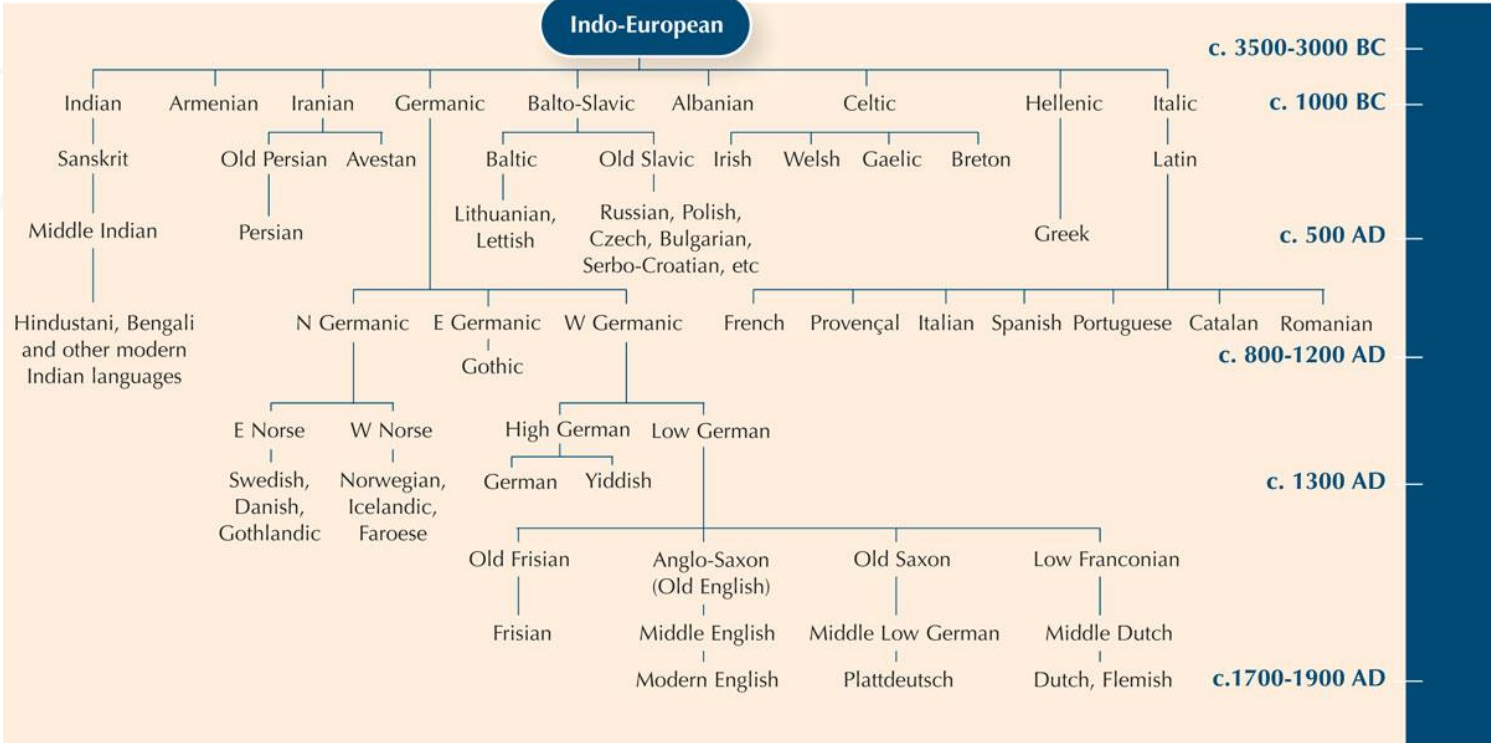 Indo-European
c. 3500-3000 BC
Indian Armenian Iranian Germanic Balto-Slavic Albanian Celtic Hellenic Italic c. 1000 BC
Sanskrit Old Persian Avestan Baltic Old Slavic Irish Welsh Gaelic Breton Latin
Middle Indian Persian
Lithuanian,
Lettish
Russian, Polish,
Czech, Bulgarian,
Serbo-Croatian, etc
Greek c. 500 AD
Hindustani, Bengali
and other modern
Indian languages
N Germanic E Germanic W Germanic French Provençal Italian Spanish Portuguese Catalan Romanian
c. 800-1200 AD
Gothic
E Norse W Norse High German Low German
Swedish,
Danish,
Gothlandic
Norwegian,
Icelandic,
Faroese
German Yiddish c. 1300 AD
Old Frisian
Anglo-Saxon
(Old English)
Old Saxon Low Franconian
Frisian Middle English Middle Low German Middle Dutch
Modern English Plattdeutsch Dutch, Flemish c.1700-1900 AD